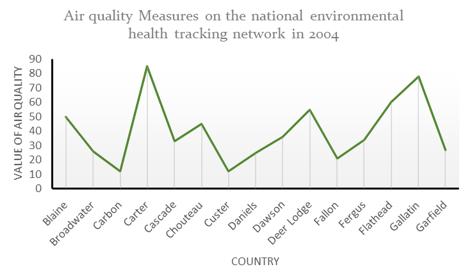 Air quality Measures on the national environmental
health tracking network in 2004
VALUE OF AIR QUALITY
90
80
70
60
50
40
30
20
10
0
Blaine
Broadwater
Carbon
Carter
Cascade
Chouteau
Custer
Daniels
Dawson
Deer Lodge
Fallon
Fergus
Flathead
Gallatin
Garfield
COUNTRY